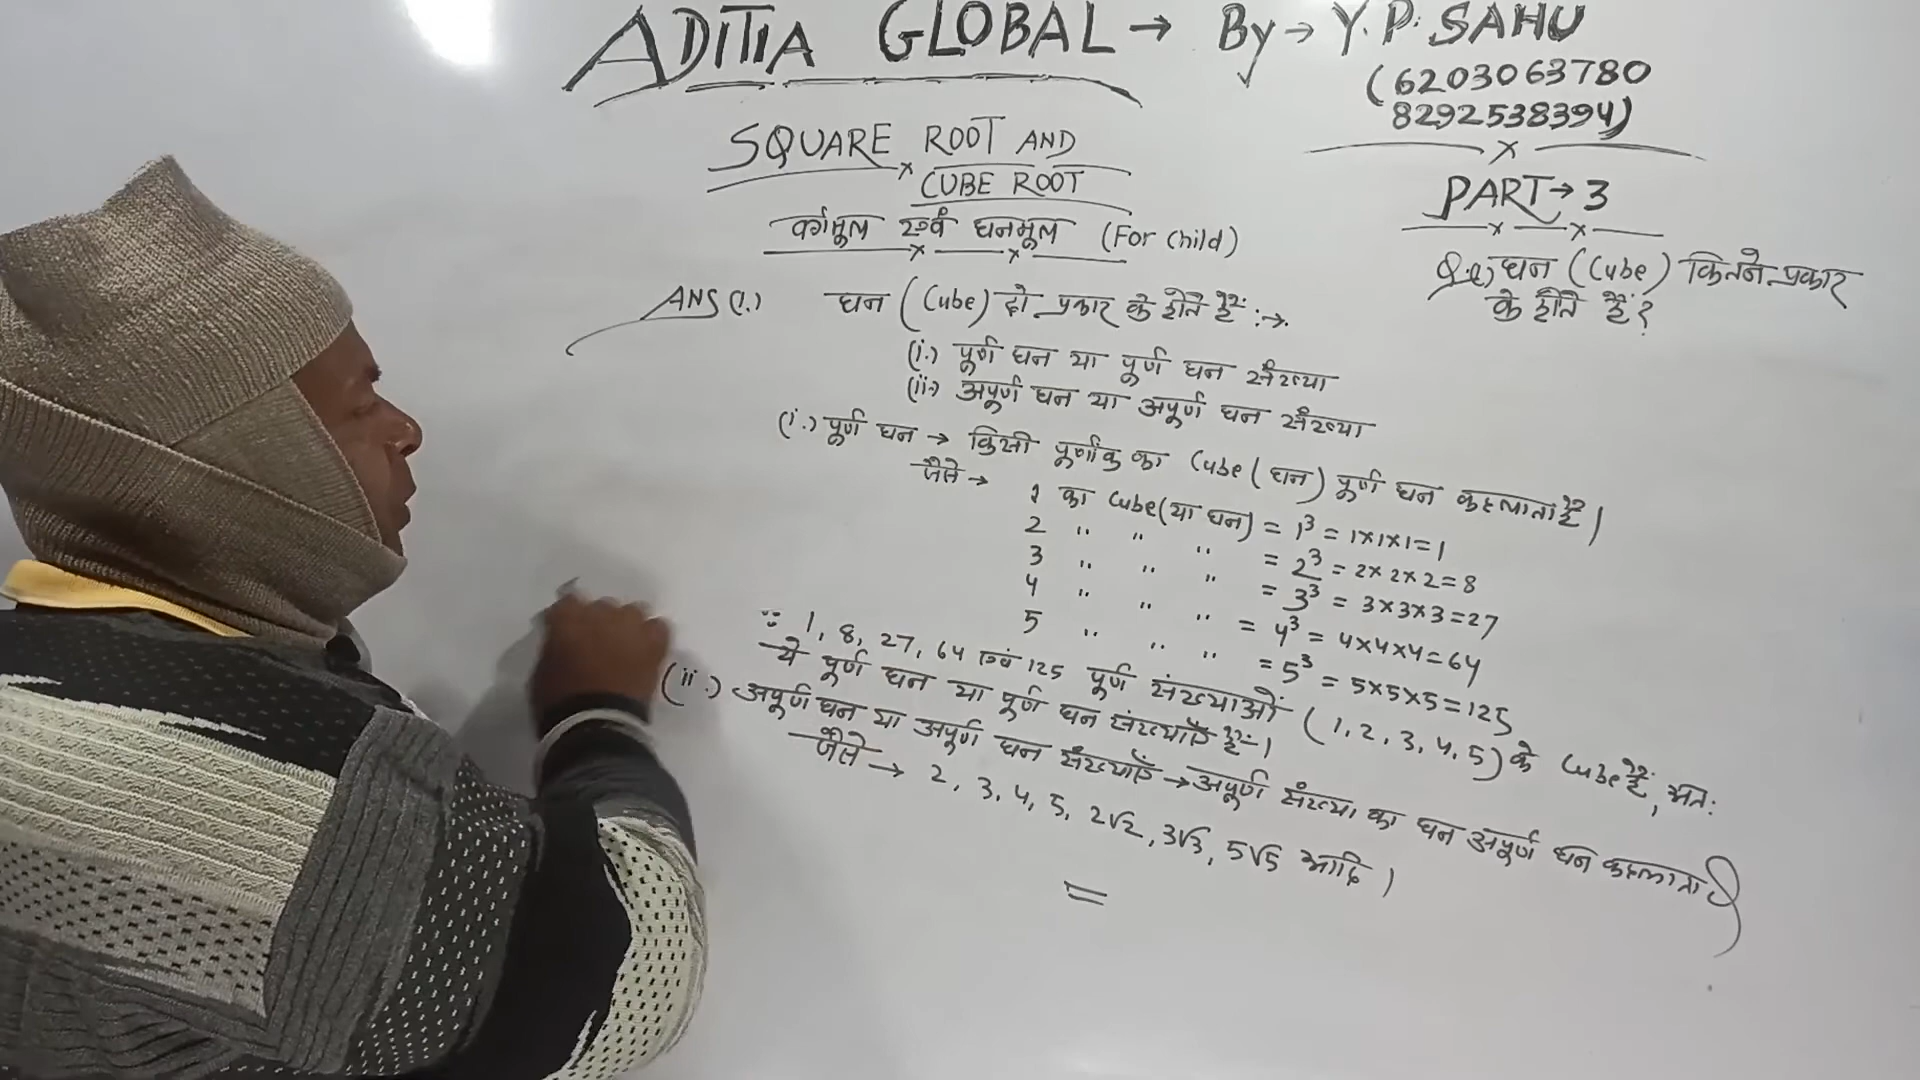 ADITIA GLOBAL → By → Y. P. SAHU
(6203063780
8292538394)
SQUARE ROOT AND
CUBE ROOT
वर्गमूल एवं घनमूल (For child)
PART → 3
Q.(1.) घन (Cube) कितने प्रकार
के होते हैं?
ANS (1.) घन (Cube) दो प्रकार के होते हैं :→.
(i.) पूर्ण घन या पूर्ण घन संख्या
(ii.) अपूर्ण घन या अपूर्ण घन संख्या
(i.) पूर्ण घन → किसी पूर्णांक का Cube (घन) पूर्ण घन कहलाता है।
जैसे → 1 का Cube (या घन) = 1³ = 1×1×1=1
2 " " " = 2³ = 2×2×2=8
3 " " " = 3³ = 3×3×3=27
4 " " " = 4³ = 4×4×4=64
5 " " " = 5³ = 5×5×5=125
∵ 1, 8, 27, 64 एवं 125 पूर्ण संख्याओं (1, 2, 3, 4, 5) के Cube हैं, अतः
ये पूर्ण घन या पूर्ण घन संख्याएँ हैं।
(ii.) अपूर्ण घन या अपूर्ण घन संख्याएँ → अपूर्ण संख्या का घन अपूर्ण घन कहलाता है
जैसे → 2, 3, 4, 5, 2√2, 3√3, 5√5 आदि।